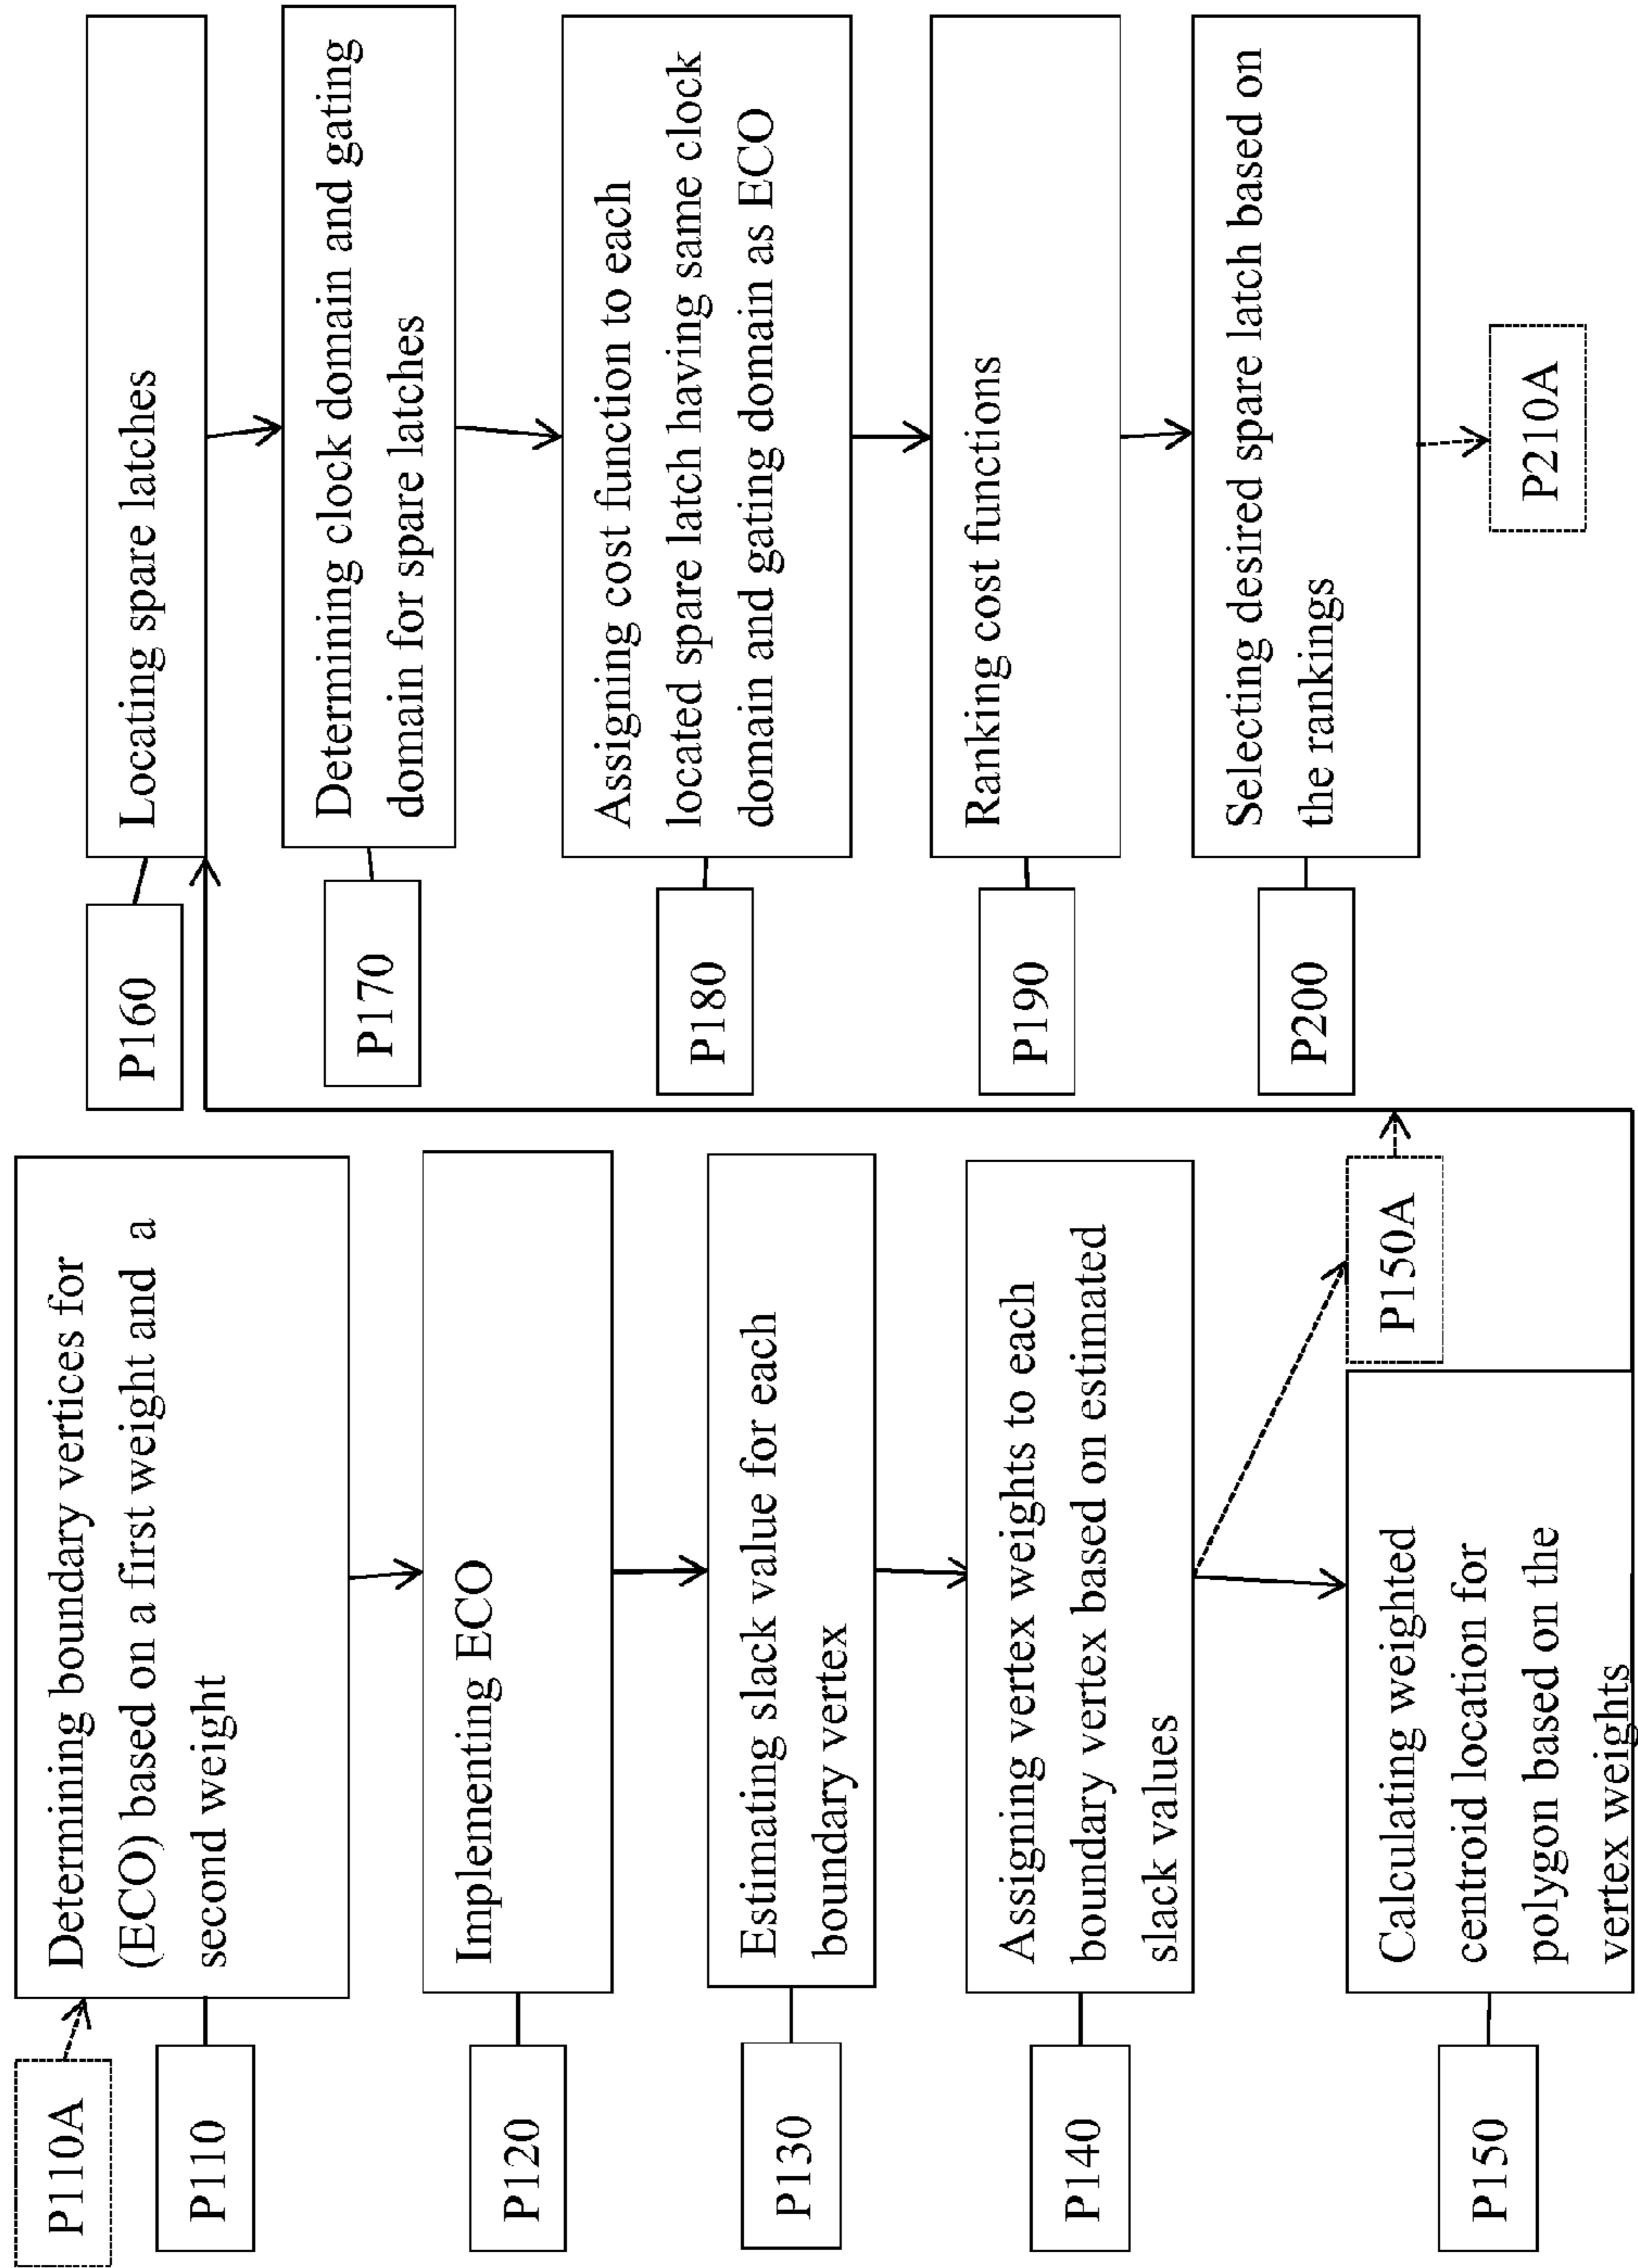 P110A
P110
Determining boundary vertices for
(ECO) based on a first weight and a
second weight
P120
Implementing ECO
P130
Estimating slack value for each
boundary vertex
P140
Assigning vertex weights to each
boundary vertex based on estimated
slack values
P150
Calculating weighted
centroid location for
polygon based on the
vertex weights
P150A
P160
Locating spare latches
P170
Determining clock domain and gating
domain for spare latches
P180
Assigning cost function to each
located spare latch having same clock
domain and gating domain as ECO
P190
Ranking cost functions
P200
Selecting desired spare latch based on
the rankings
P210A